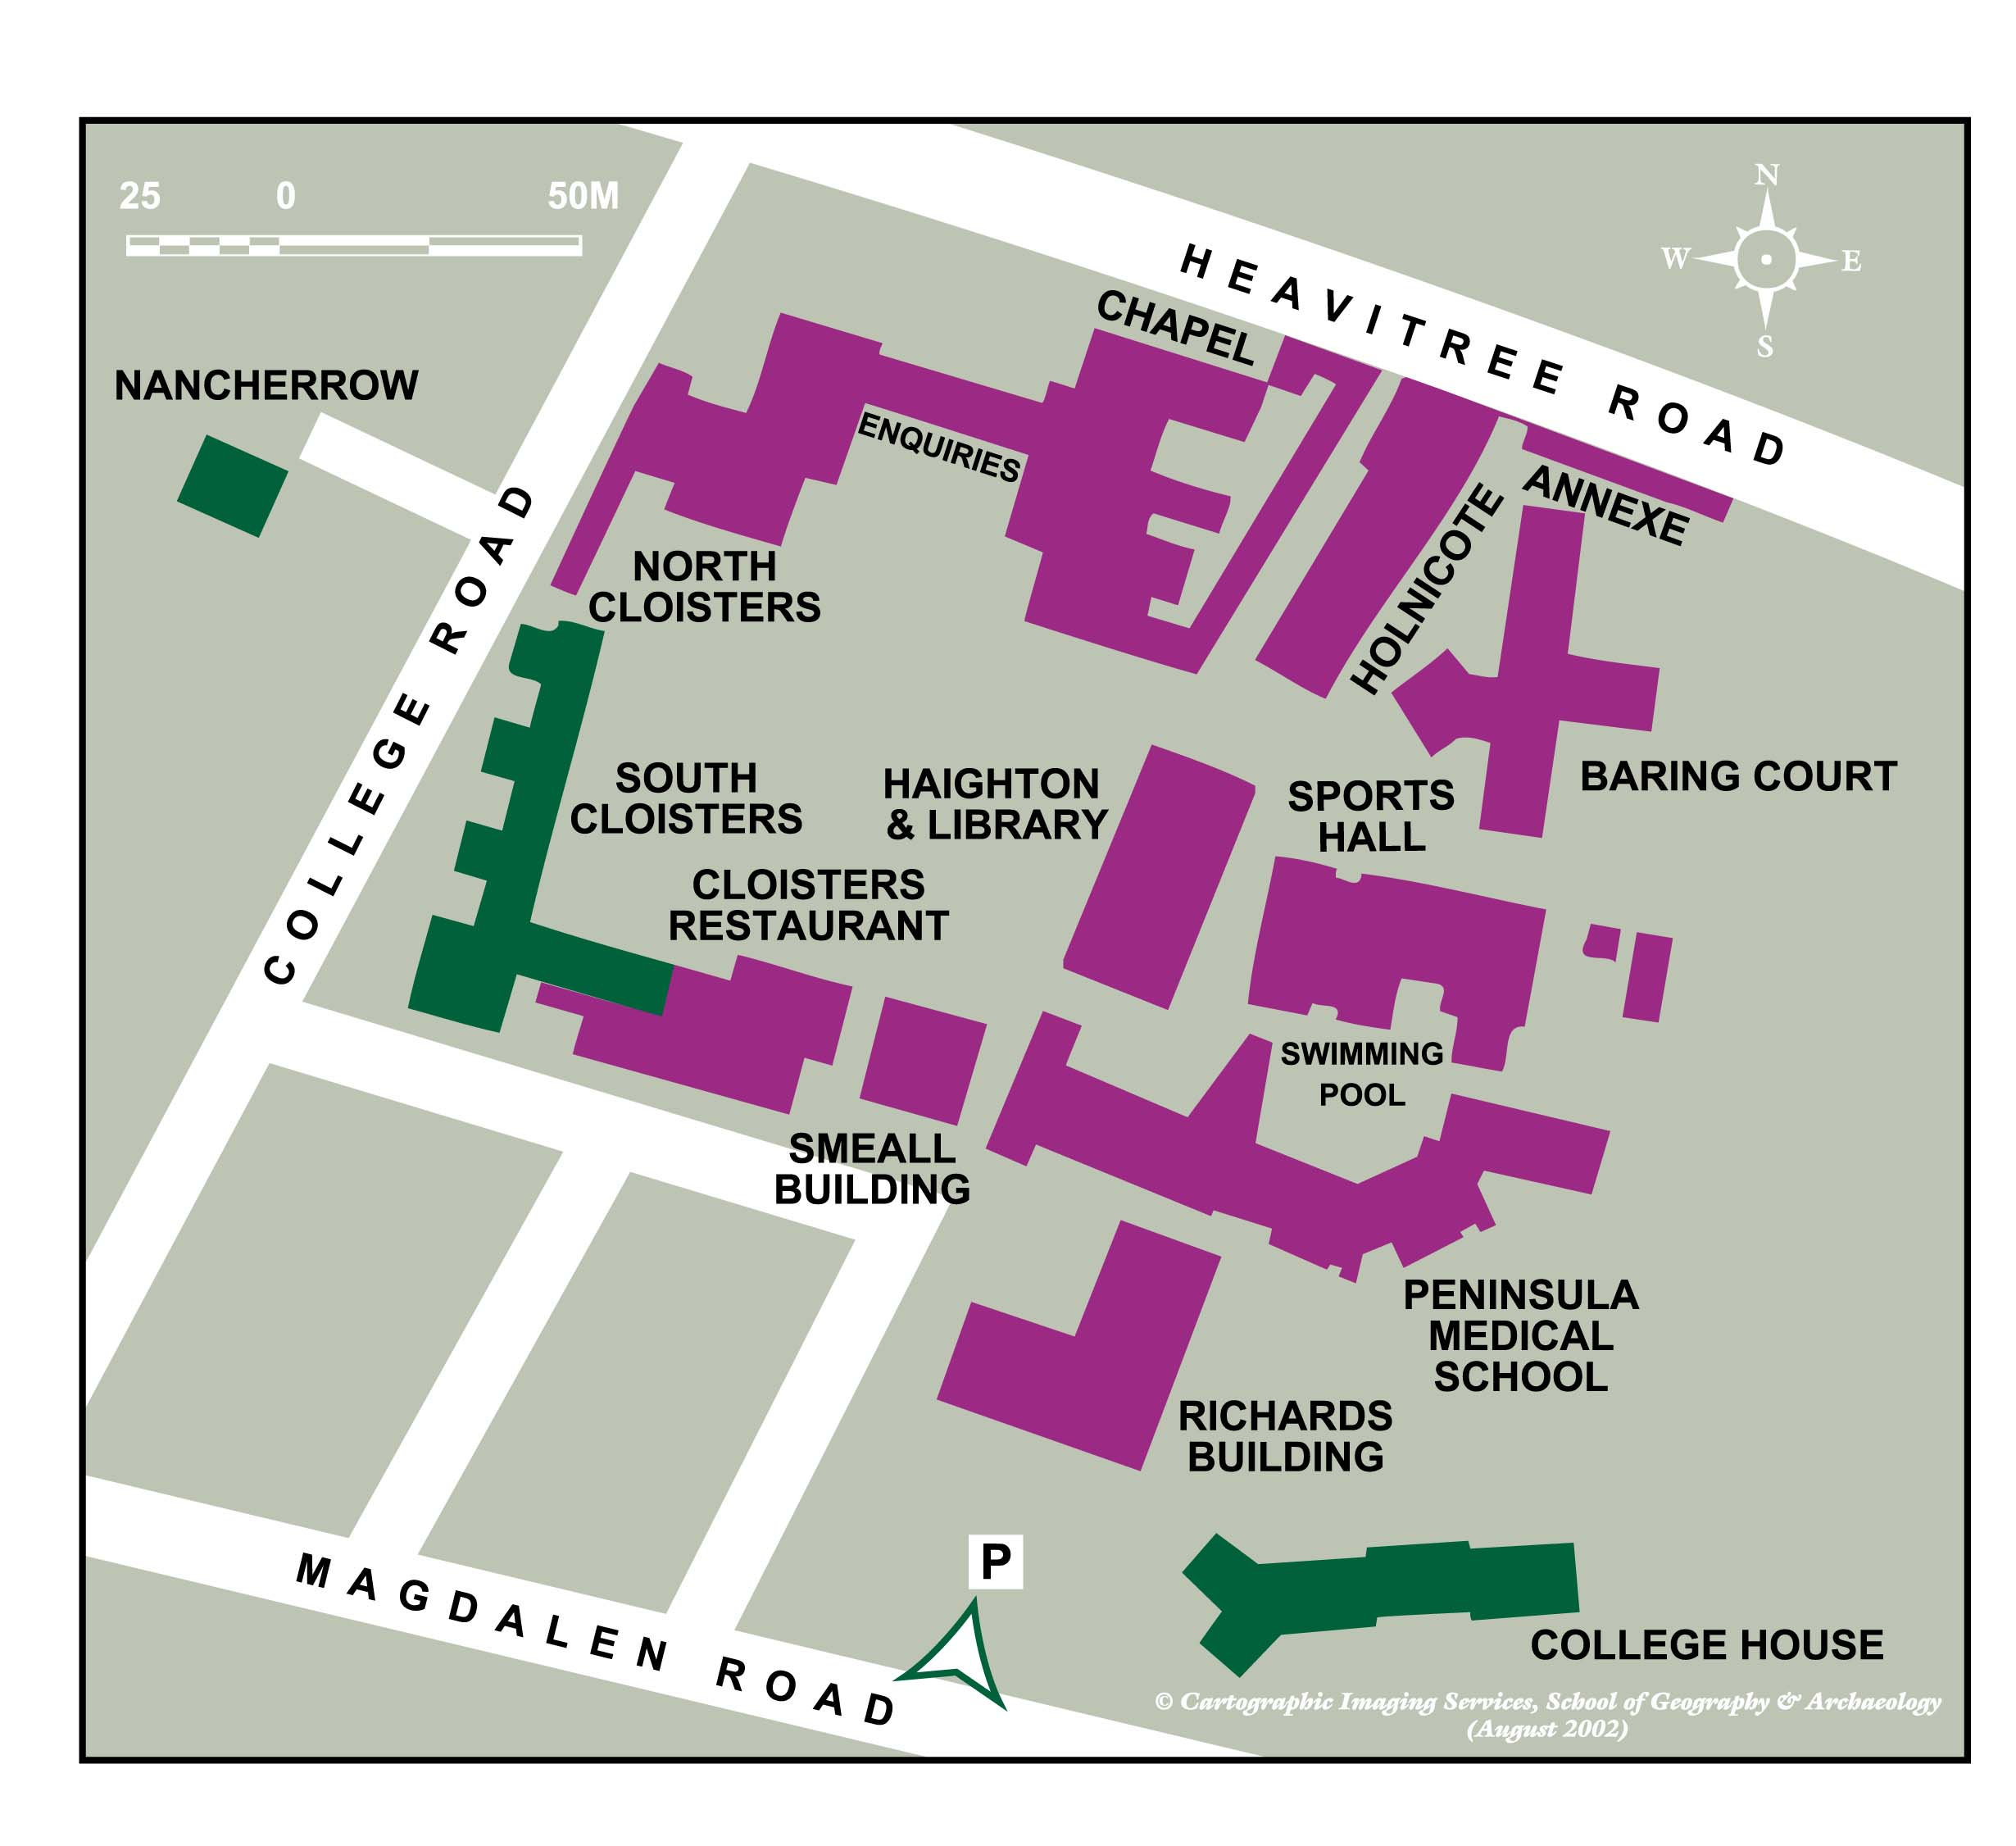 25 0 50M
N
W E
S
HEAVITREE ROAD
CHAPEL
NANCHERROW
ENQUIRIES
ANNEXE
HOLNICOTE
COLLEGE ROAD
NORTH
CLOISTERS
SOUTH
CLOISTERS
HAIGHTON
& LIBRARY
SPORTS
HALL
BARING COURT
CLOISTERS
RESTAURANT
SWIMMING
POOL
SMEALL
BUILDING
PENINSULA
MEDICAL
SCHOOL
RICHARDS
BUILDING
P
MAGDALEN ROAD
COLLEGE HOUSE
© Cartographic Imaging Services, School of Geography & Archaeology
(August 2002)